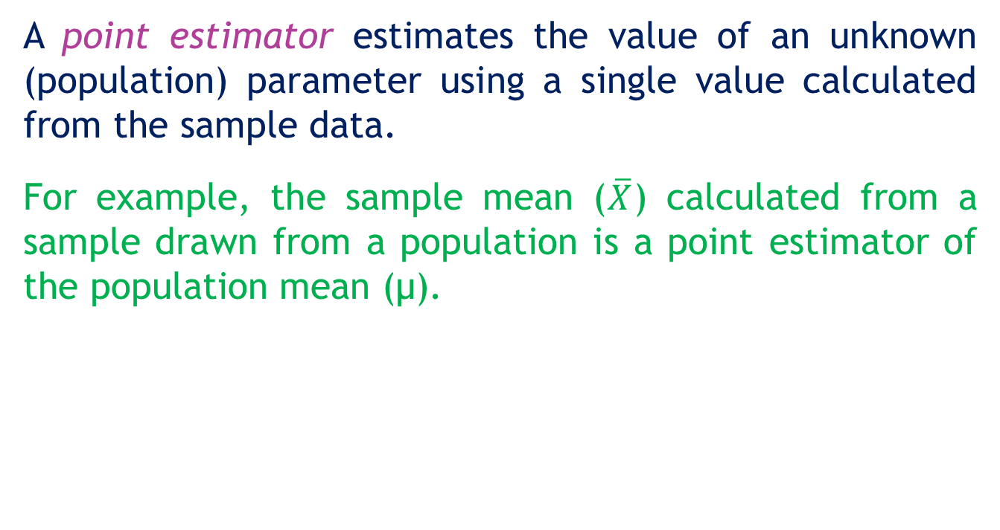 A point estimator estimates the value of an unknown
(population) parameter using a single value calculated
from the sample data.
For example, the sample mean (X̄) calculated from a
sample drawn from a population is a point estimator of
the population mean (µ).